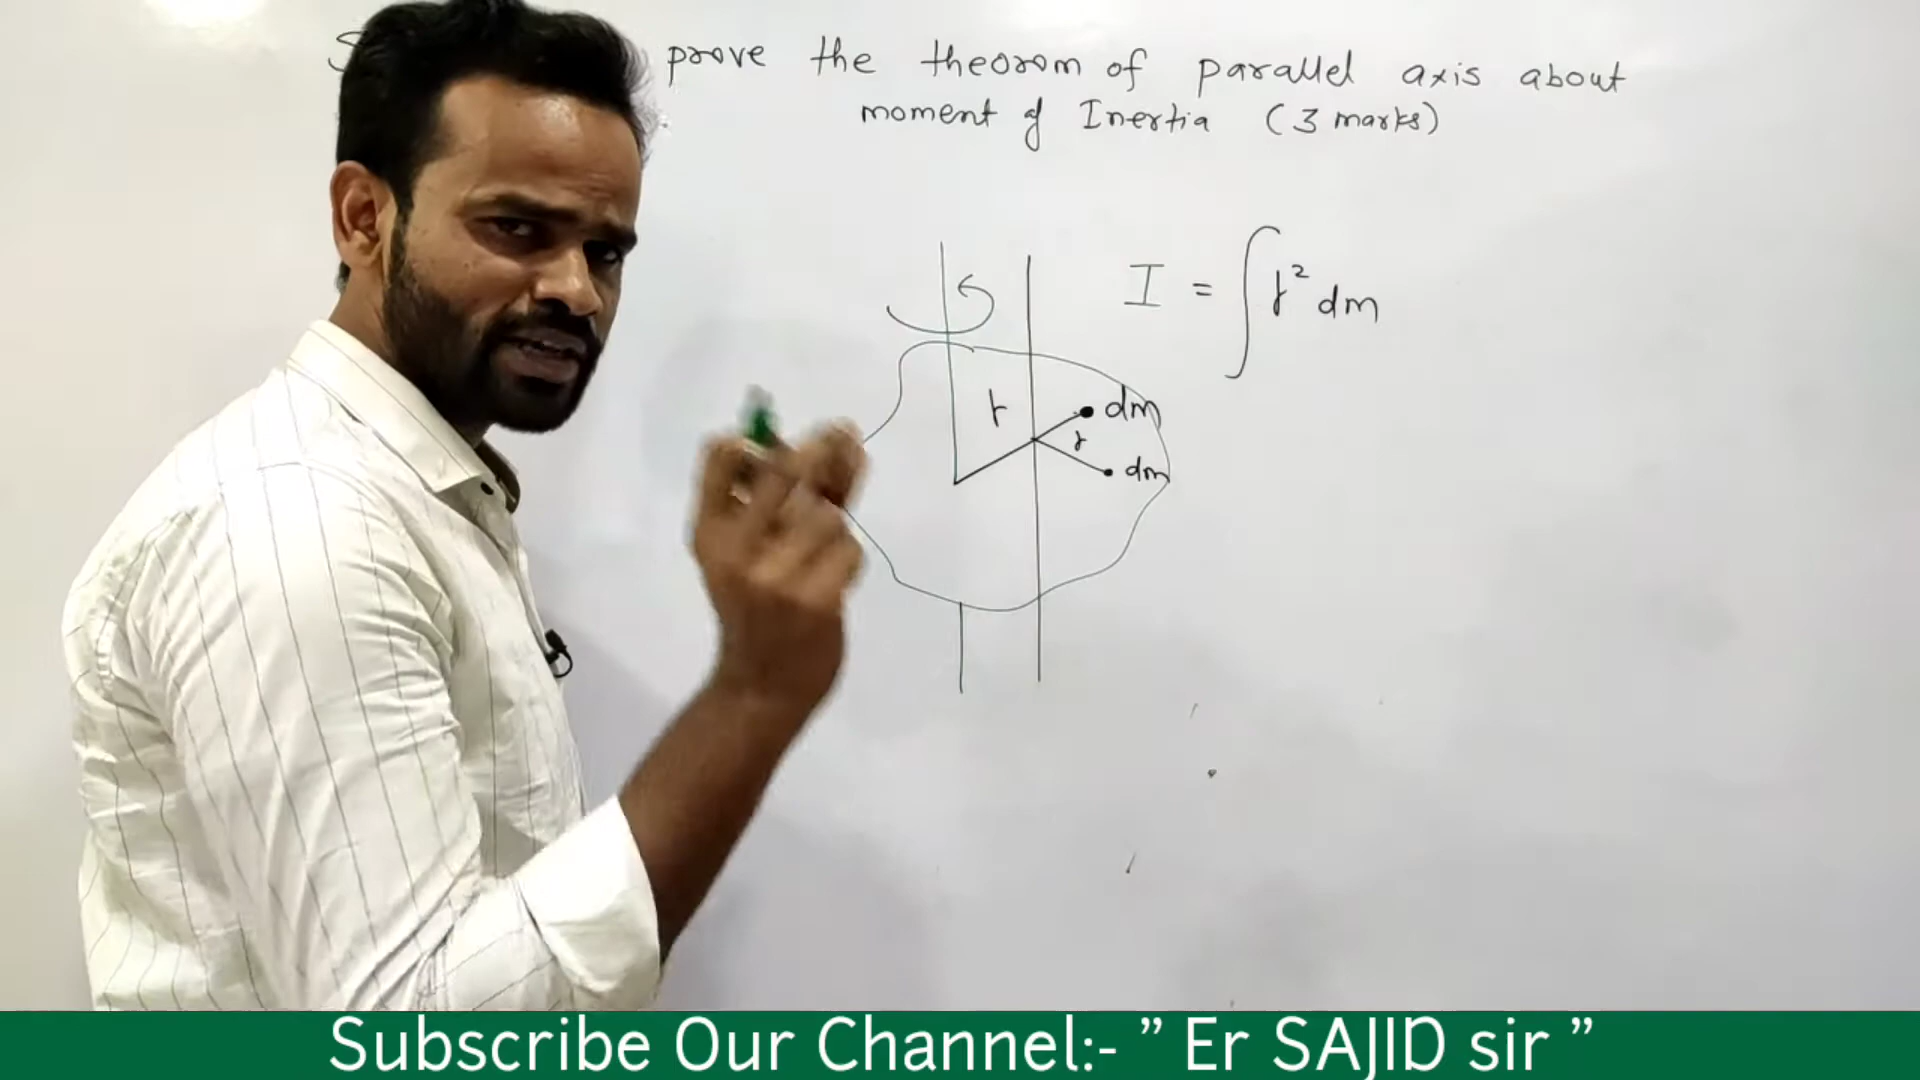 prove the theorom of parallel axis about
moment of Inertia (3 marks)
I = ∫ r² dm
r dm
r
dm
Subscribe Our Channel:- ” Er SAJID sir ”